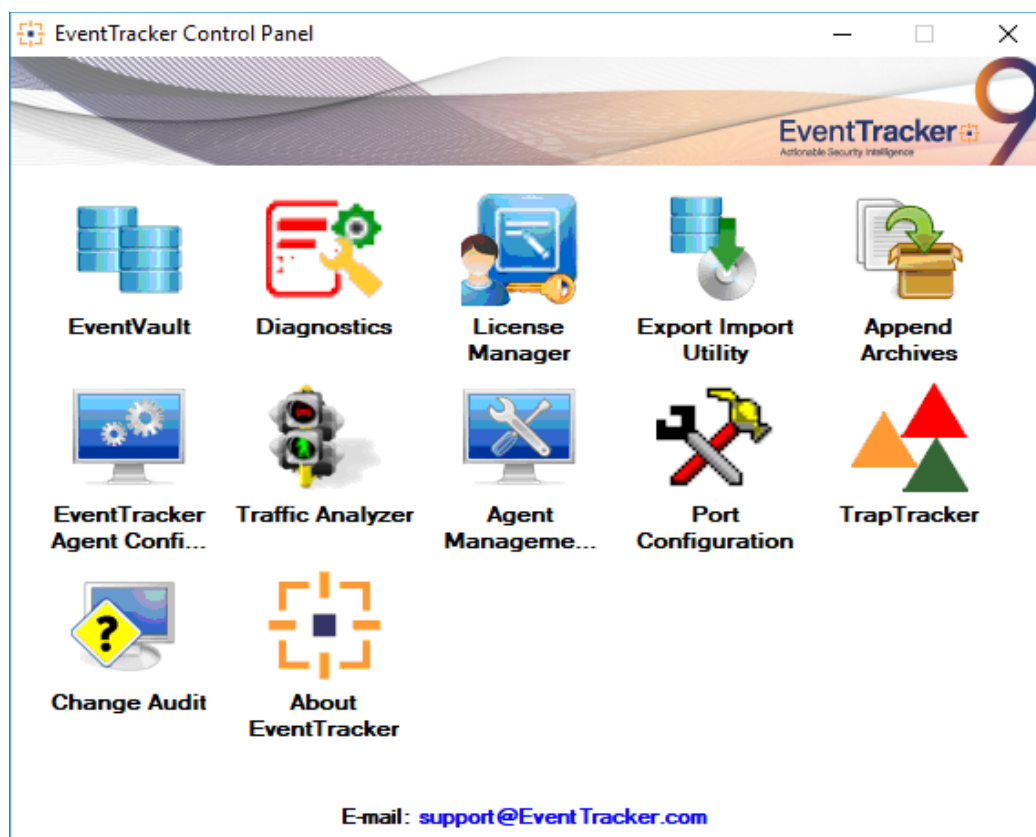 EventTracker Control Panel
9
EventTracker
Actionable Security Intelligence
EventVault
Diagnostics
License
Manager
Export Import
Utility
Append
Archives
EventTracker
Agent Confi...
Traffic Analyzer
Agent
Manageme...
Port
Configuration
TrapTracker
?
Change Audit
About
EventTracker
E-mail: support@EventTracker.com